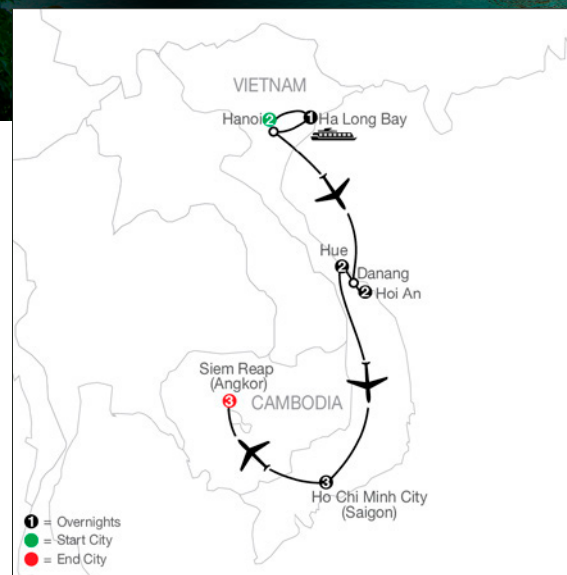 VIETNAM
Hanoi 2
1 Ha Long Bay
Hue
2
Danang
2 Hoi An
Siem Reap
(Angkor)
3
CAMBODIA
3
Ho Chi Minh City
(Saigon)
1 = Overnights
= Start City
= End City